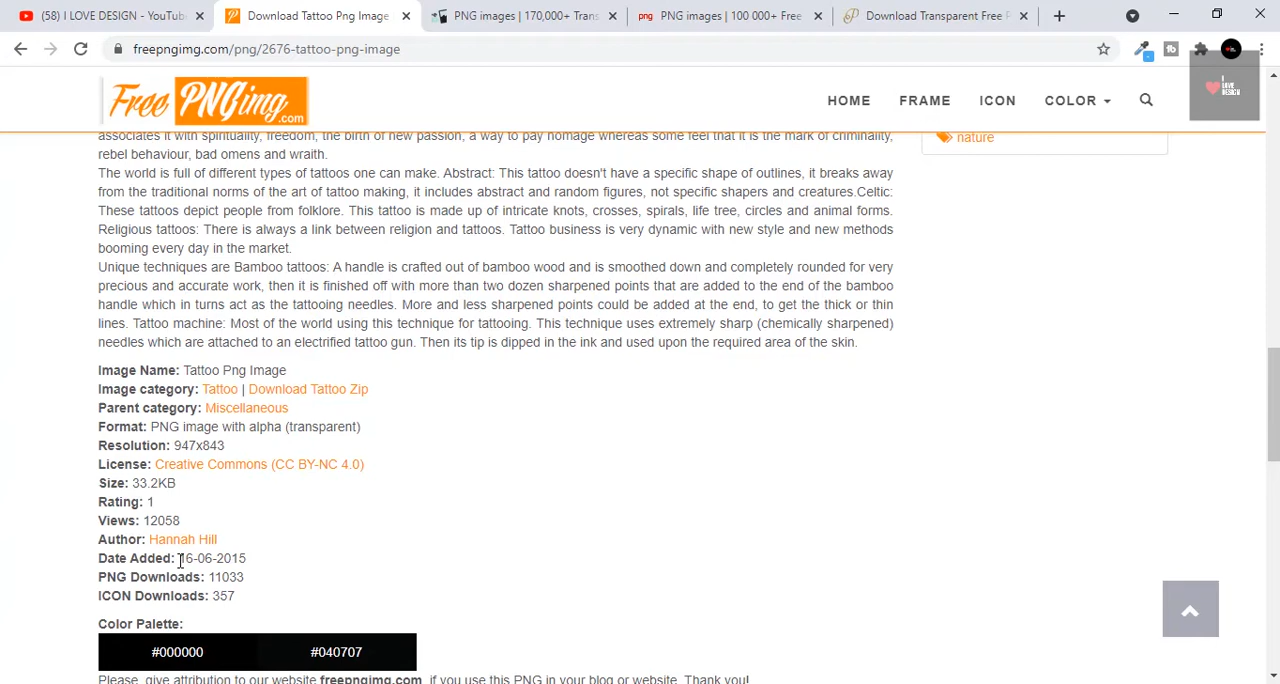 (58) I LOVE DESIGN - YouTub
Download Tattoo Png Image
PNG images | 170,000+ Trans
png PNG images | 100 000+ Free
Download Transparent Free P
freepngimg.com/png/2676-tattoo-png-image
Free PNGimg .com
HOME FRAME ICON COLOR
I LOVE DESIGN
associates it with spirituality, freedom, the birth of new passion, a way to pay homage whereas some feel that it is the mark of criminality,
rebel behaviour, bad omens and wraith.
nature
The world is full of different types of tattoos one can make. Abstract: This tattoo doesn't have a specific shape of outlines, it breaks away
from the traditional norms of the art of tattoo making, it includes abstract and random figures, not specific shapes and creatures.Celtic:
These tattoos depict people from folklore. This tattoo is made up of intricate knots, crosses, spirals, life tree, circles and animal forms.
Religious tattoos: There is always a link between religion and tattoos. Tattoo business is very dynamic with new style and new methods
booming every day in the market.
Unique techniques are Bamboo tattoos: A handle is crafted out of bamboo wood and is smoothed down and completely rounded for very
precious and accurate work, then it is finished off with more than two dozen sharpened points that are added to the end of the bamboo
handle which in turns act as the tattooing needles. More and less sharpened points could be added at the end, to get the thick or thin
lines. Tattoo machine: Most of the world using this technique for tattooing. This technique uses extremely sharp (chemically sharpened)
needles which are attached to an electrified tattoo gun. Then its tip is dipped in the ink and used upon the required area of the skin.
Image Name: Tattoo Png Image
Image category: Tattoo | Download Tattoo Zip
Parent category: Miscellaneous
Format: PNG image with alpha (transparent)
Resolution: 947x843
License: Creative Commons (CC BY-NC 4.0)
Size: 33.2KB
Rating: 1
Views: 12058
Author: Hannah Hill
Date Added: 16-06-2015
PNG Downloads: 11033
ICON Downloads: 357
Color Palette:
#000000 #040707
Please, give attribution to our website freepngimg.com, if you use this PNG in your blog or website. Thank you!